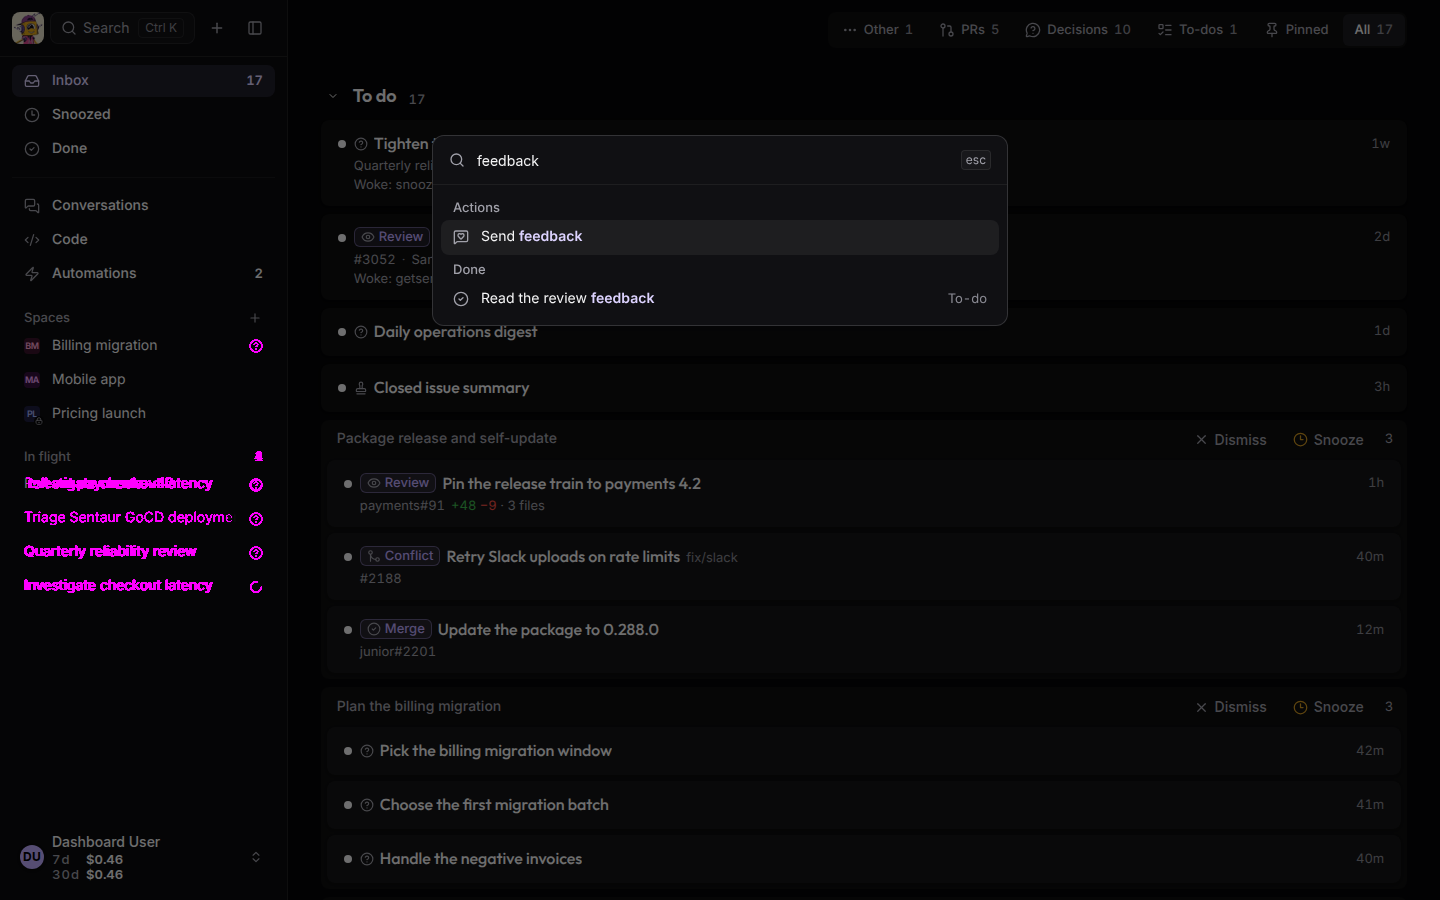 Search Ctrl K
Inbox 17
Snoozed
Done
Conversations
Code
Automations 2
Spaces
BM Billing migration
MA Mobile app
PL Pricing launch
In flight
Triage Sentaur GoCD deployme
Quarterly reliability review
Investigate checkout latency
DU Dashboard User
7d $0.46
30d $0.46
Other 1 PRs 5 Decisions 10 To-dos 1 Pinned All 17
To do 17
Tighten 1w
Quarterly reli
Woke: snooz
feedback esc
Actions
Send feedback
Done
Read the review feedback To-do
Review 2d
#3052 · Sar
Woke: getser
Daily operations digest 1d
Closed issue summary 3h
Package release and self-update Dismiss Snooze 3
Review Pin the release train to payments 4.2 1h
payments#91 +48 −9 · 3 files
Conflict Retry Slack uploads on rate limits fix/slack 40m
#2188
Merge Update the package to 0.288.0 12m
junior#2201
Plan the billing migration Dismiss Snooze 3
Pick the billing migration window 42m
Choose the first migration batch 41m
Handle the negative invoices 40m